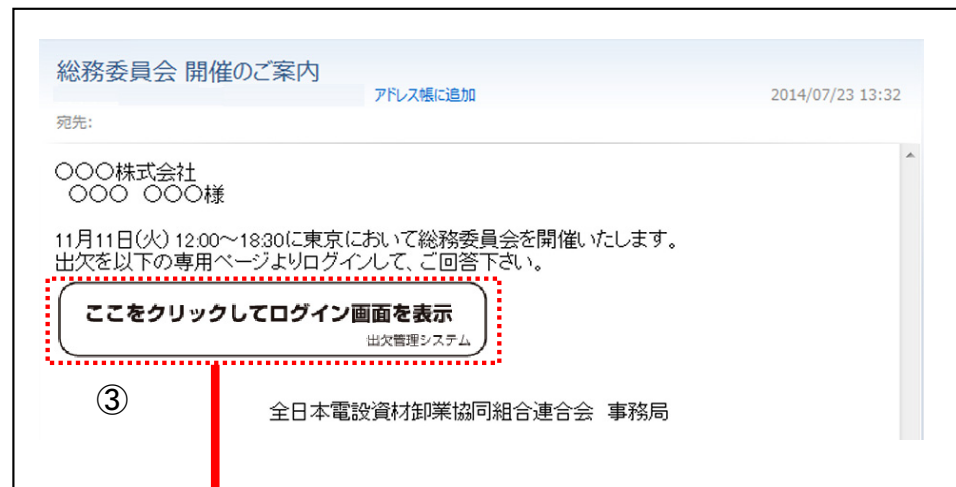 総務委員会 開催のご案内
アドレス帳に追加
2014/07/23 13:32
宛先:
〇〇〇株式会社
〇〇〇 〇〇〇様
11月11日(火) 12:00～18:30に東京において総務委員会を開催いたします。
出欠を以下の専用ページよりログインして、ご回答下さい。
ここをクリックしてログイン画面を表示
出欠管理システム
③
全日本電設資材卸業協同組合連合会 事務局